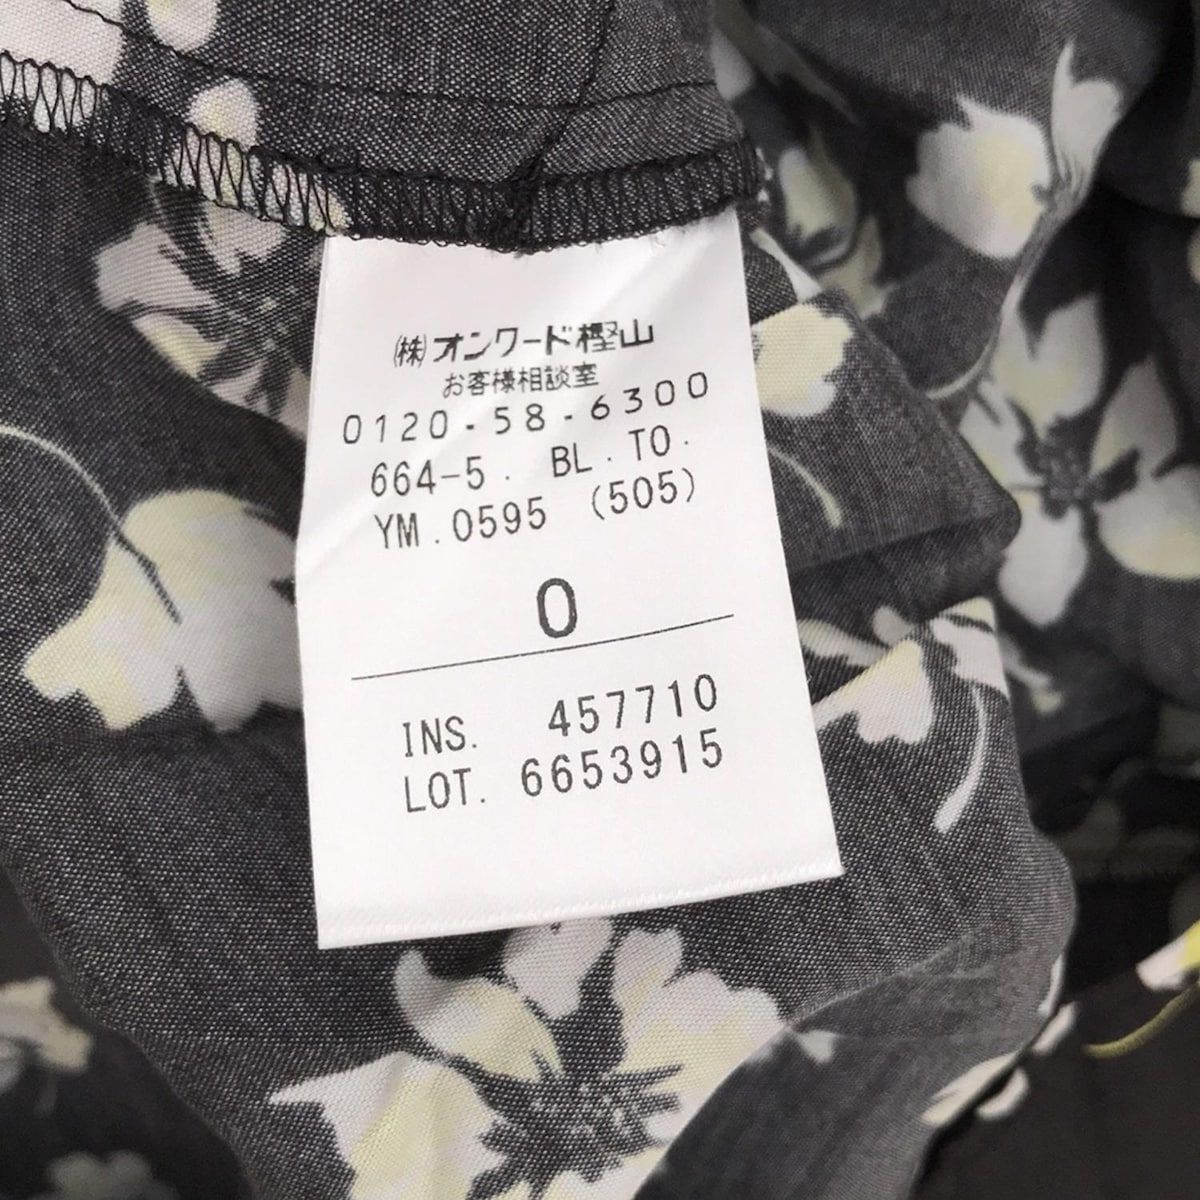 ㈱オンワード樫山
お客様相談室
0120-58-6300
664-5. BL.TO.
YM.0595 (505)
0
INS. 457710
LOT. 6653915